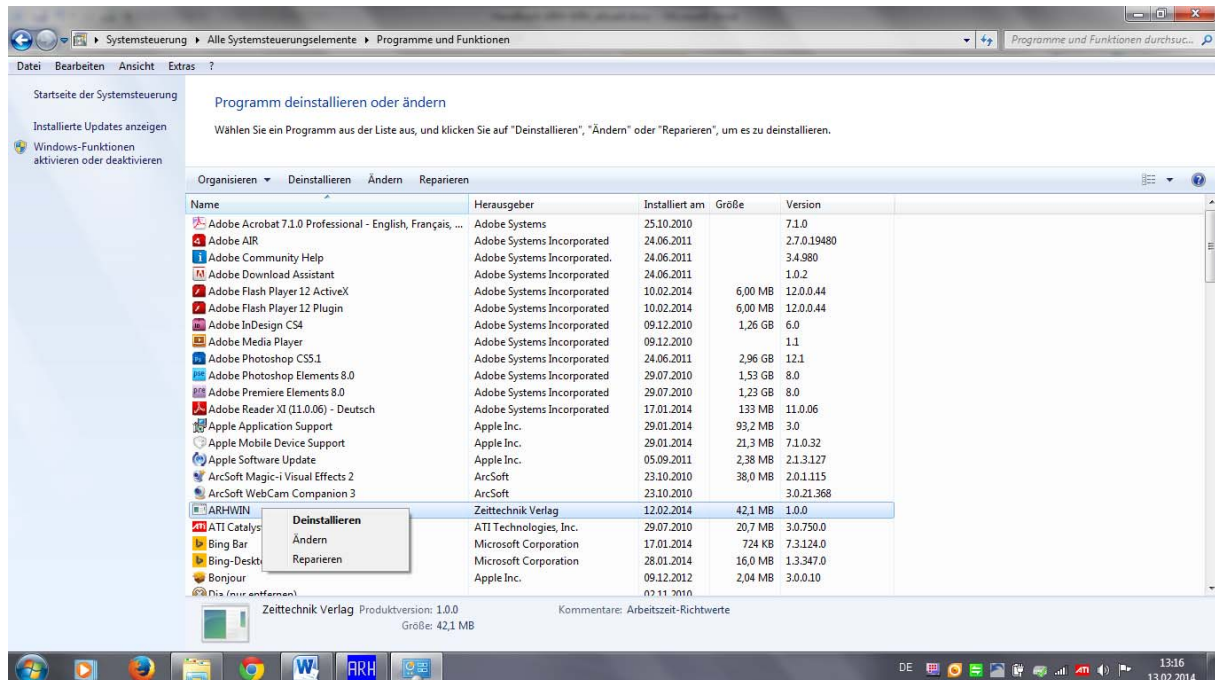 Systemsteuerung Alle Systemsteuerungselemente Programme und Funktionen Programme und Funktionen durchsuc...
Datei Bearbeiten Ansicht Extras ?
Startseite der Systemsteuerung
Installierte Updates anzeigen
Windows-Funktionen
aktivieren oder deaktivieren
Programm deinstallieren oder ändern
Wählen Sie ein Programm aus der Liste aus, und klicken Sie auf "Deinstallieren", "Ändern" oder "Reparieren", um es zu deinstallieren.
Organisieren Deinstallieren Ändern Reparieren
Name Herausgeber Installiert am Größe Version
Adobe Acrobat 7.1.0 Professional - English, Français, ... Adobe Systems 25.10.2010 7.1.0
Adobe AIR Adobe Systems Incorporated 24.06.2011 2.7.0.19480
Adobe Community Help Adobe Systems Incorporated. 24.06.2011 3.4.980
Adobe Download Assistant Adobe Systems Incorporated 24.06.2011 1.0.2
Adobe Flash Player 12 ActiveX Adobe Systems Incorporated 10.02.2014 6,00 MB 12.0.0.44
Adobe Flash Player 12 Plugin Adobe Systems Incorporated 10.02.2014 6,00 MB 12.0.0.44
Adobe InDesign CS4 Adobe Systems Incorporated 09.12.2010 1,26 GB 6.0
Adobe Media Player Adobe Systems Incorporated 09.12.2010 1.1
Adobe Photoshop CS5.1 Adobe Systems Incorporated 24.06.2011 2,96 GB 12.1
Adobe Photoshop Elements 8.0 Adobe Systems Incorporated 29.07.2010 1,53 GB 8.0
Adobe Premiere Elements 8.0 Adobe Systems Incorporated 29.07.2010 1,23 GB 8.0
Adobe Reader XI (11.0.06) - Deutsch Adobe Systems Incorporated 17.01.2014 133 MB 11.0.06
Apple Application Support Apple Inc. 29.01.2014 93,2 MB 3.0
Apple Mobile Device Support Apple Inc. 29.01.2014 21,3 MB 7.1.0.32
Apple Software Update Apple Inc. 05.09.2011 2,38 MB 2.1.3.127
ArcSoft Magic-i Visual Effects 2 ArcSoft 23.10.2010 38,0 MB 2.0.1.115
ArcSoft WebCam Companion 3 ArcSoft 23.10.2010 3.0.21.368
ARHWIN Zeittechnik Verlag 12.02.2014 42,1 MB 1.0.0
ATI Catalys ATI Technologies, Inc. 29.07.2010 20,7 MB 3.0.750.0
Bing Bar Microsoft Corporation 17.01.2014 724 KB 7.3.124.0
Bing-Deskt Microsoft Corporation 28.01.2014 16,0 MB 1.3.347.0
Bonjour Apple Inc. 09.12.2012 2,04 MB 3.0.0.10
Dia (nur entfernen) 02.11.2010
Deinstallieren
Ändern
Reparieren
Zeittechnik Verlag Produktversion: 1.0.0 Kommentare: Arbeitszeit-Richtwerte
Größe: 42,1 MB
ARH DE ATI 13:16
13.02.2014